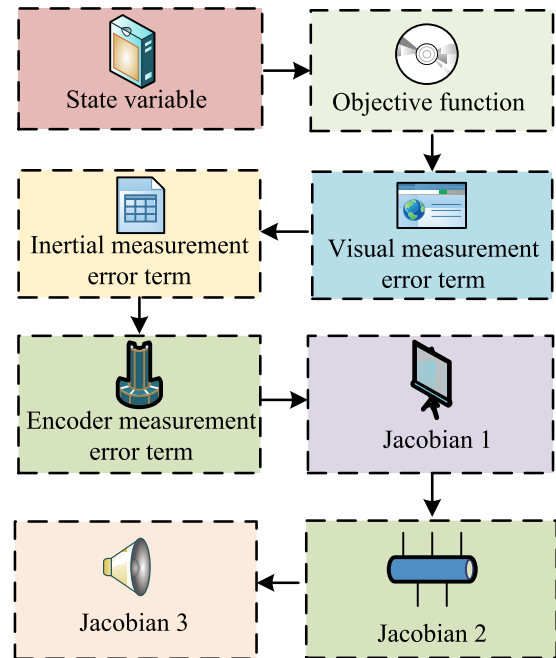 State variable
Objective function
Inertial measurement
error term
Visual measurement
error term
Encoder measurement
error term
Jacobian 1
Jacobian 3
Jacobian 2